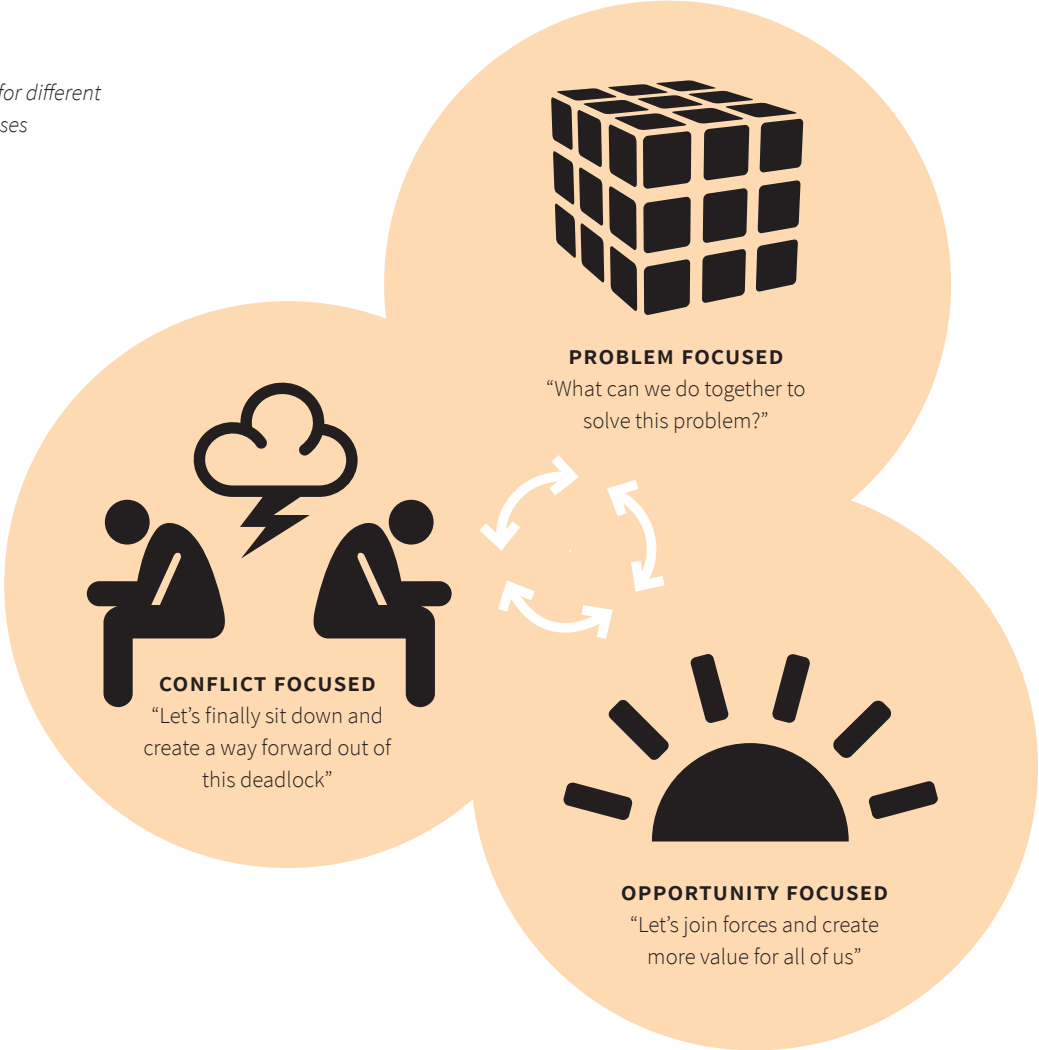 for different
ses
PROBLEM FOCUSED
“What can we do together to
solve this problem?”
CONFLICT FOCUSED
“Let’s finally sit down and
create a way forward out of
this deadlock”
OPPORTUNITY FOCUSED
“Let’s join forces and create
more value for all of us”